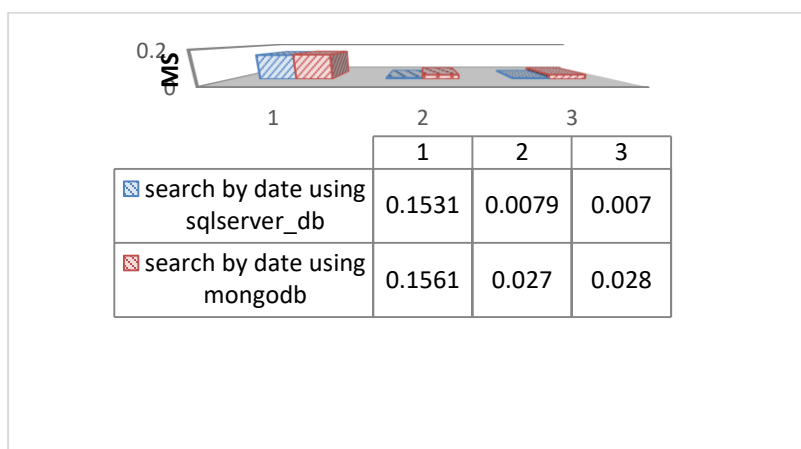 0.2
0
MS
1 2 3
1 2 3
search by date using
sqlserver_db
0.1531 0.0079 0.007
search by date using
mongodb
0.1561 0.027 0.028